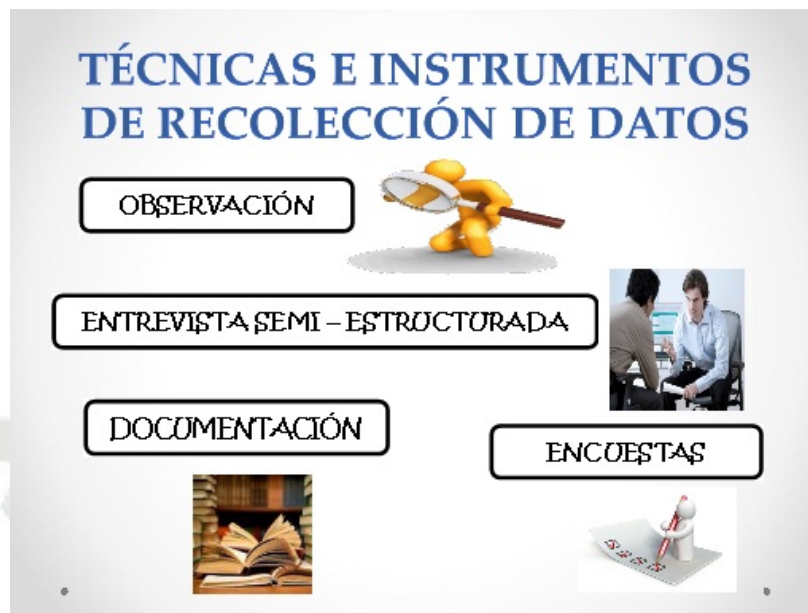 TÉCNICAS E INSTRUMENTOS
DE RECOLECCIÓN DE DATOS
OBSERVACIÓN
ENTREVISTA SEMI – ESTRUCTURADA
DOCUMENTACIÓN
ENCUESTAS